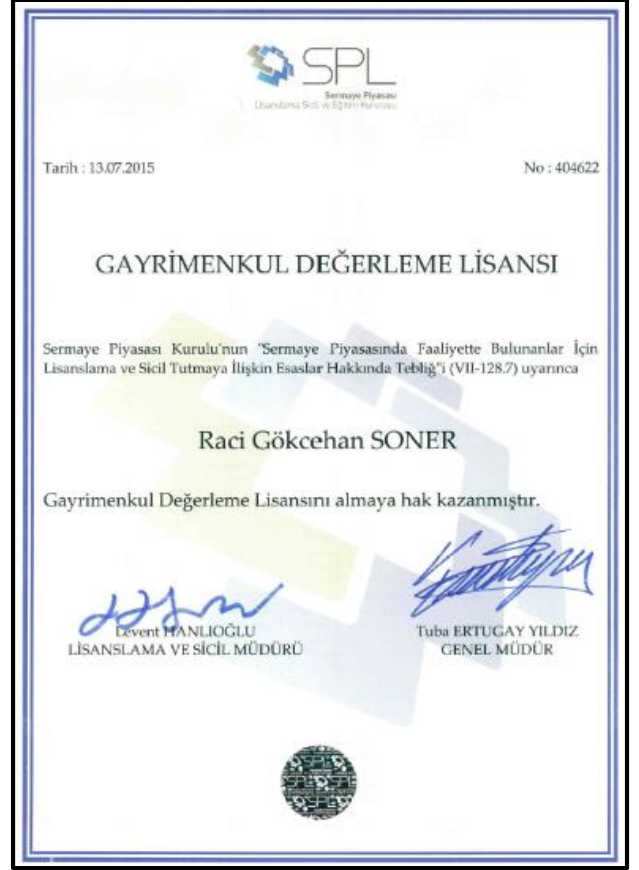 SPL
Sermaye Piyasası
Lisanslama Sicil ve Eğitim Kuruluşu
Tarih : 13.07.2015
No : 404622
GAYRİMENKUL DEĞERLEME LİSANSI
Sermaye Piyasası Kurulu'nun "Sermaye Piyasasında Faaliyette Bulunanlar İçin
Lisanslama ve Sicil Tutmaya İlişkin Esaslar Hakkında Tebliğ"i (VII-128.7) uyarınca
Raci Gökcehan SONER
Gayrimenkul Değerleme Lisansını almaya hak kazanmıştır.
Levent HANLIOĞLU
LİSANSLAMA VE SİCİL MÜDÜRÜ
Tuba ERTUGAY YILDIZ
GENEL MÜDÜR